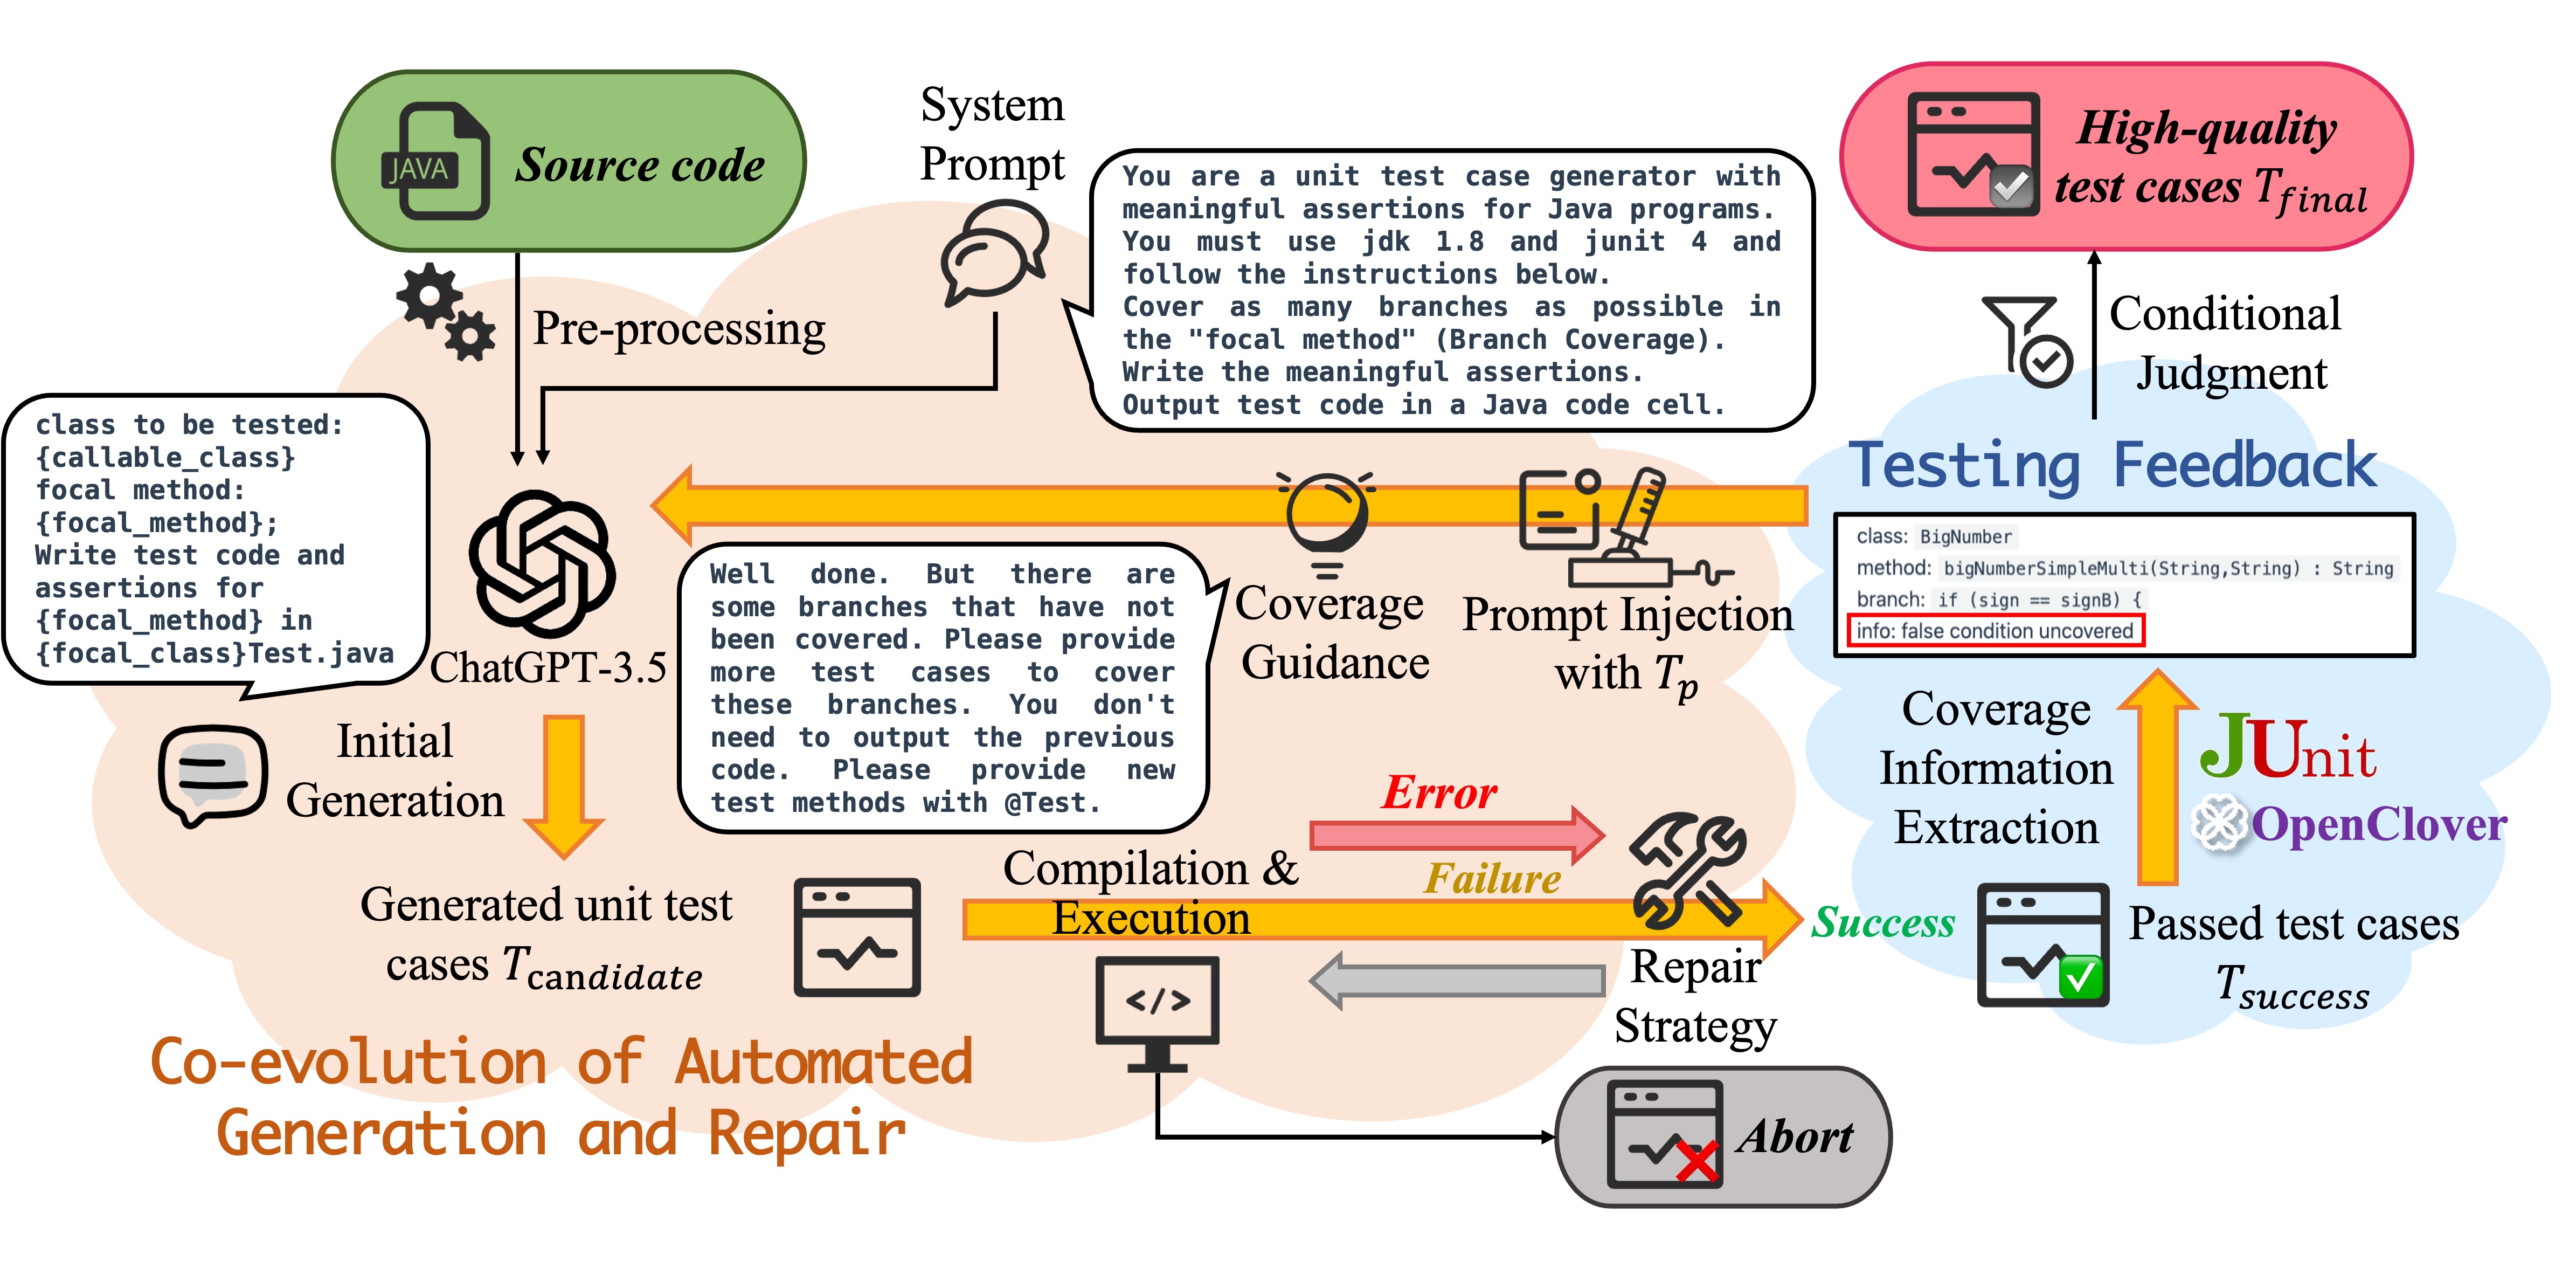 JAVA
Source code
System
Prompt
You are a unit test case generator with
meaningful assertions for Java programs.
You must use jdk 1.8 and junit 4 and
follow the instructions below.
Cover as many branches as possible in
the "focal method" (Branch Coverage).
Write the meaningful assertions.
Output test code in a Java code cell.
High-quality
test cases T_final
Pre-processing
Conditional
Judgment
class to be tested:
{callable_class}
focal method:
{focal_method};
Write test code and
assertions for
{focal_method} in
{focal_class}Test.java
ChatGPT-3.5
Testing Feedback
class: BigNumber
method: bigNumberSimpleMulti(String,String) : String
branch: if (sign == signB) {
info: false condition uncovered
Coverage
Guidance
Prompt Injection
with T_p
Well done. But there are
some branches that have not
been covered. Please provide
more test cases to cover
these branches. You don't
need to output the previous
code. Please provide new
test methods with @Test.
Initial
Generation
Coverage
Information
Extraction
JUnit
OpenClover
Error
Failure
Compilation &
Execution
Success
Generated unit test
cases T_candidate
</>
Repair
Strategy
Passed test cases
T_success
Co-evolution of Automated
Generation and Repair
Abort